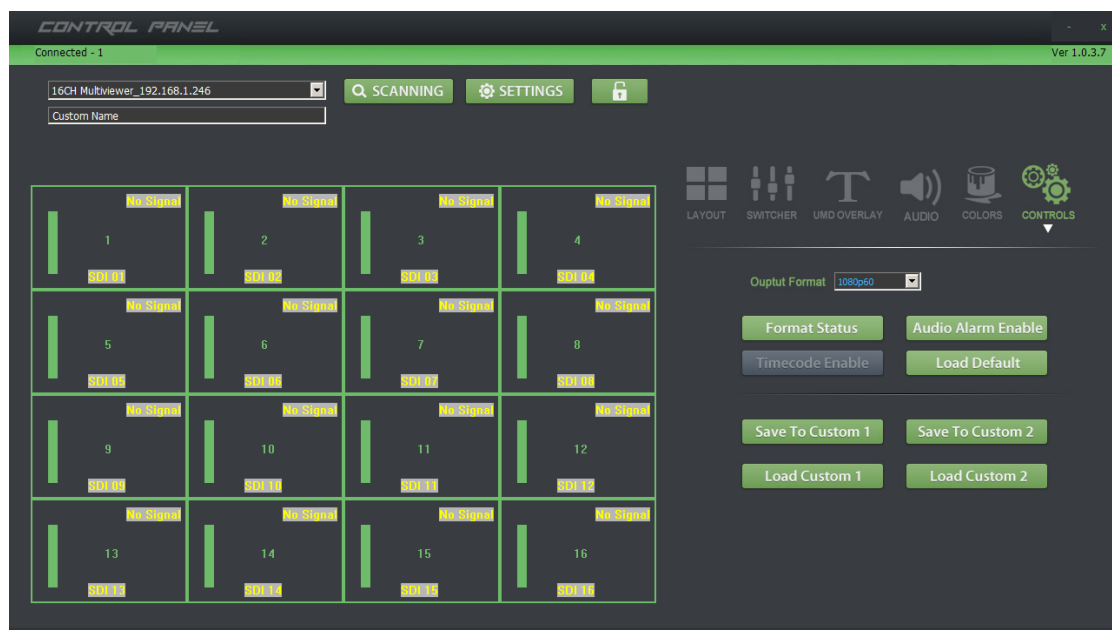 CONTROL PANEL
- x
Connected - 1 Ver 1.0.3.7
16CH Multiviewer_192.168.1.246 SCANNING SETTINGS
Custom Name
LAYOUT SWITCHER UMD OVERLAY AUDIO COLORS CONTROLS
No Signal No Signal No Signal No Signal
1 2 3 4
SDI 01 SDI 02 SDI 03 SDI 04
No Signal No Signal No Signal No Signal
5 6 7 8
SDI 05 SDI 06 SDI 07 SDI 08
No Signal No Signal No Signal No Signal
9 10 11 12
SDI 09 SDI 10 SDI 11 SDI 12
No Signal No Signal No Signal No Signal
13 14 15 16
SDI 13 SDI 14 SDI 15 SDI 16
Ouptut Format 1080p60
Format Status Audio Alarm Enable
Timecode Enable Load Default
Save To Custom 1 Save To Custom 2
Load Custom 1 Load Custom 2